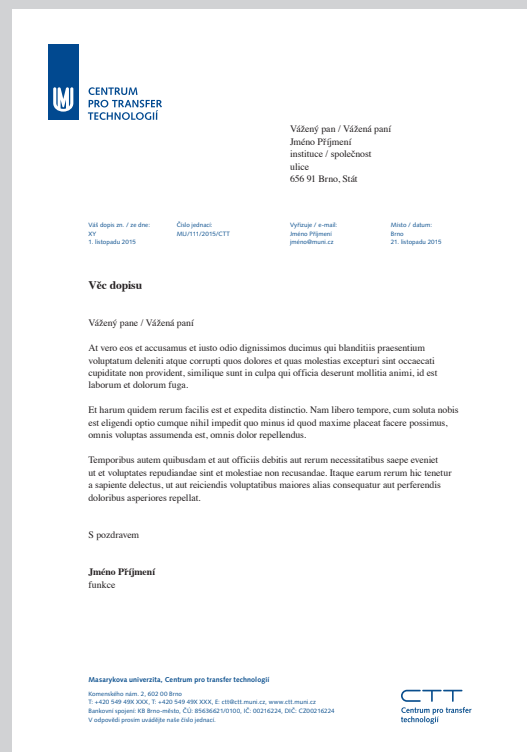 CENTRUM
PRO TRANSFER
TECHNOLOGIÍ
Vážený pan / Vážená paní
Jméno Příjmení
instituce / společnost
ulice
656 91 Brno, Stát
Váš dopis zn. / ze dne:
XY
1. listopadu 2015
Číslo jednací:
MU/111/2015/CTT
Vyřizuje / e-mail:
Jméno Příjmení
jméno@muni.cz
Místo / datum:
Brno
21. listopadu 2015
Věc dopisu
Vážený pane / Vážená paní
At vero eos et accusamus et iusto odio dignissimos ducimus qui blanditiis praesentium
voluptatum deleniti atque corrupti quos dolores et quas molestias excepturi sint occaecati
cupiditate non provident, similique sunt in culpa qui officia deserunt mollitia animi, id est
laborum et dolorum fuga.
Et harum quidem rerum facilis est et expedita distinctio. Nam libero tempore, cum soluta nobis
est eligendi optio cumque nihil impedit quo minus id quod maxime placeat facere possimus,
omnis voluptas assumenda est, omnis dolor repellendus.
Temporibus autem quibusdam et aut officiis debitis aut rerum necessitatibus saepe eveniet
ut et voluptates repudiandae sint et molestiae non recusandae. Itaque earum rerum hic tenetur
a sapiente delectus, ut aut reiciendis voluptatibus maiores alias consequatur aut perferendis
doloribus asperiores repellat.
S pozdravem
Jméno Příjmení
funkce
Masarykova univerzita, Centrum pro transfer technologií
Komenského nám. 2, 602 00 Brno
T: +420 549 49X XXX, T: +420 549 49X XXX, E: ctt@ctt.muni.cz, www.ctt.muni.cz
Bankovní spojení: KB Brno-město, ČÚ: 85636621/0100, IČ: 00216224, DIČ: CZ00216224
V odpovědi prosím uvádějte naše číslo jednací.
CTT
Centrum pro transfer
technologií